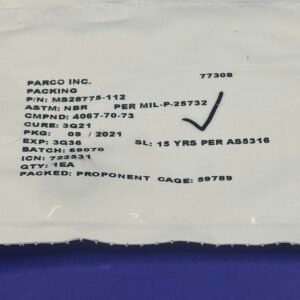 PARCO INC. 77308
PACKING
P/N: MS28775-112
ASTM: NBR PER MIL-P-25732
CMPND: 4067-70-73
CURE: 3Q21
PKG: 09 / 2021
EXP: 3Q36 SL: 15 YRS PER AS5316
BATCH: 69070
ICN: 722531
QTY: 1EA
PACKED: PROPONENT CAGE: 59789